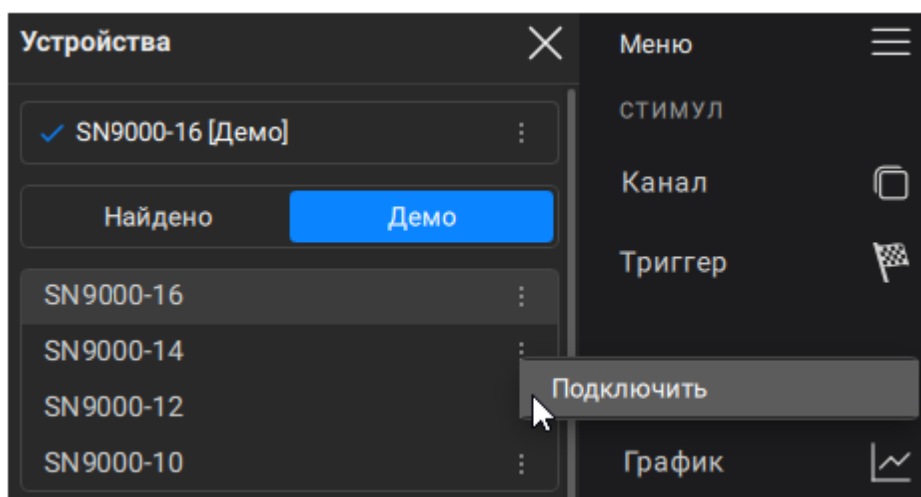 Устройства
SN9000-16 [Демо]
Найдено Демо
SN9000-16
SN9000-14
SN9000-12
SN9000-10
Подключить
Меню
СТИМУЛ
Канал
Триггер
График